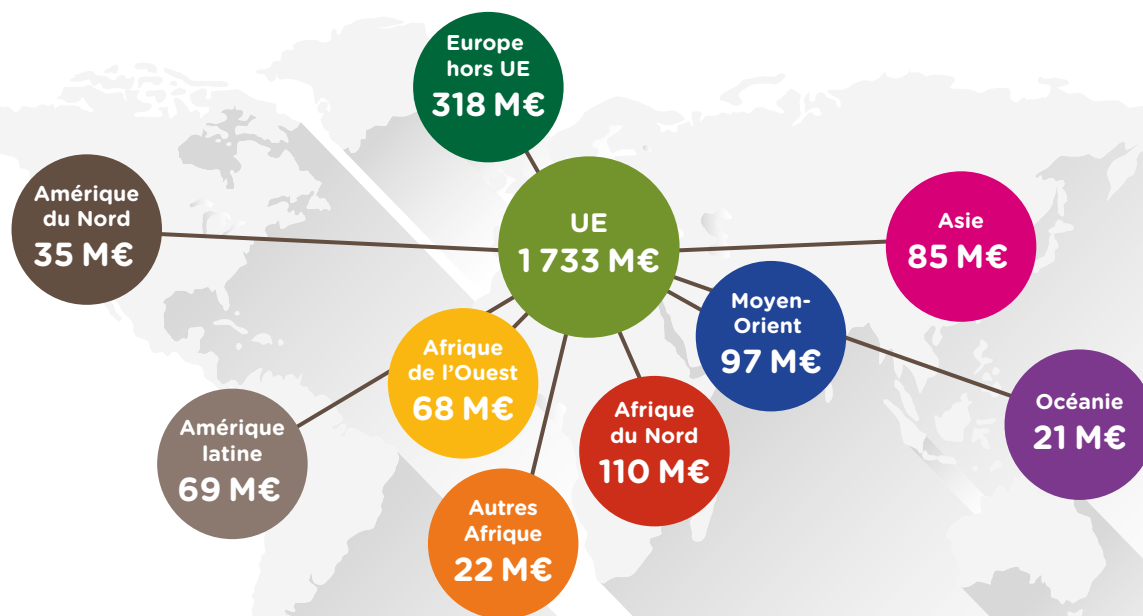 Europe
hors UE
318 M€
Amérique
du Nord
35 M€
UE
1 733 M€
Asie
85 M€
Moyen-
Orient
97 M€
Afrique
de l’Ouest
68 M€
Océanie
21 M€
Amérique
latine
69 M€
Afrique
du Nord
110 M€
Autres
Afrique
22 M€